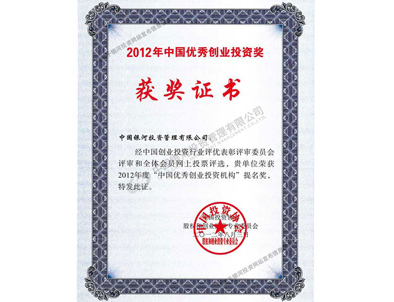 2012年中国优秀创业投资奖
获奖证书
中国银河投资管理有限公司
经中国创业投资行业评优表彰评审委员会
评审和全体会员网上投票评选，贵单位荣获
2012年度“中国优秀创业投资机构”提名奖，
特发此证。